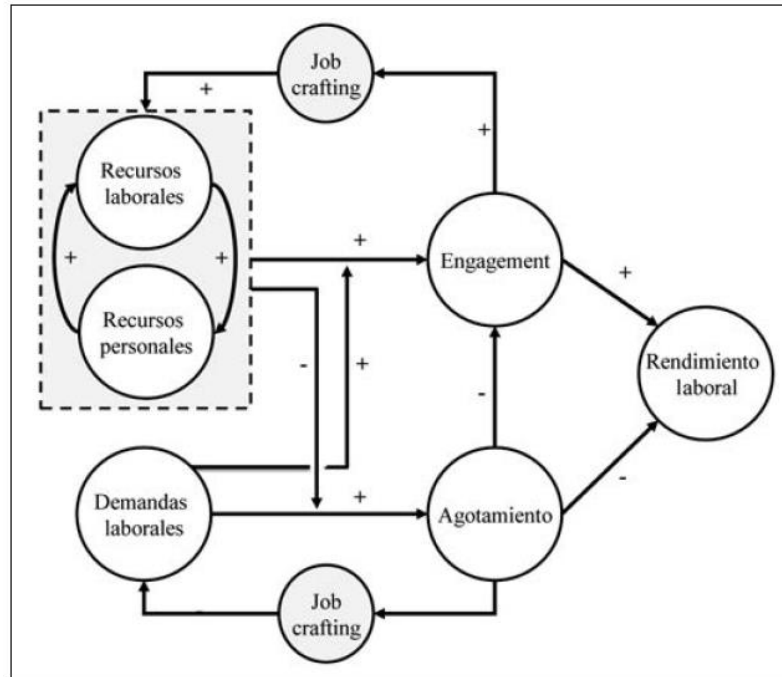 Job
crafting
+
+
Recursos
laborales
+
+
Recursos
personales
+
Engagement
+
Rendimiento
laboral
-
+
-
-
Demandas
laborales
+
Agotamiento
Job
crafting
-